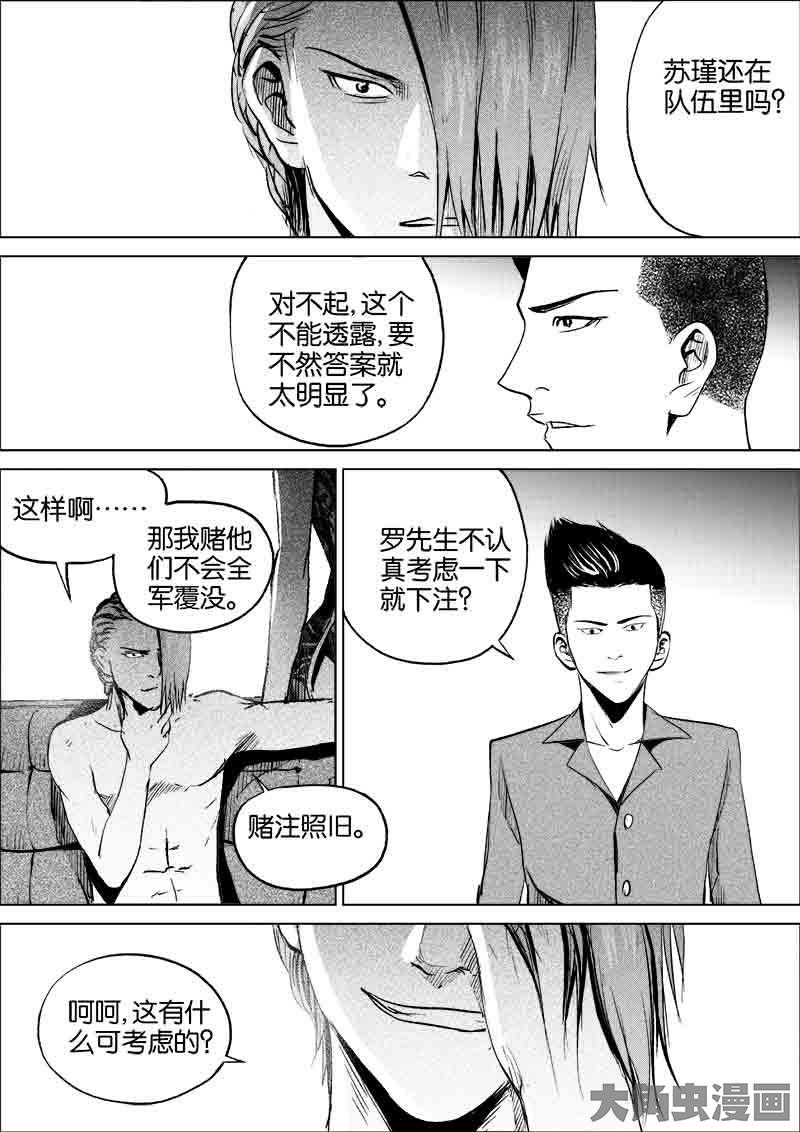 苏瑾还在
队伍里吗?
对不起,这个
不能透露,要
不然答案就
太明显了。
这样啊……
那我赌他
们不会全
军覆没。
赌注照旧。
罗先生不认
真考虑一下
就下注?
呵呵,这有什
么可考虑的?
大角虫漫画